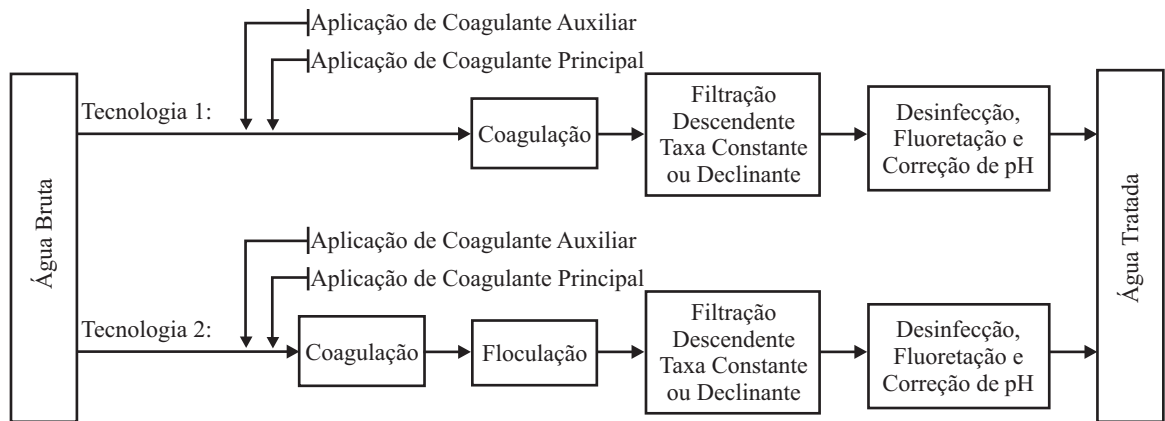 Aplicação de Coagulante Auxiliar
Aplicação de Coagulante Principal
Água Bruta
Tecnologia 1:
Coagulação
Filtração
Descendente
Taxa Constante
ou Declinante
Desinfecção,
Fluoretação e
Correção de pH
Água Tratada
Aplicação de Coagulante Auxiliar
Aplicação de Coagulante Principal
Tecnologia 2:
Coagulação
Floculação
Filtração
Descendente
Taxa Constante
ou Declinante
Desinfecção,
Fluoretação e
Correção de pH